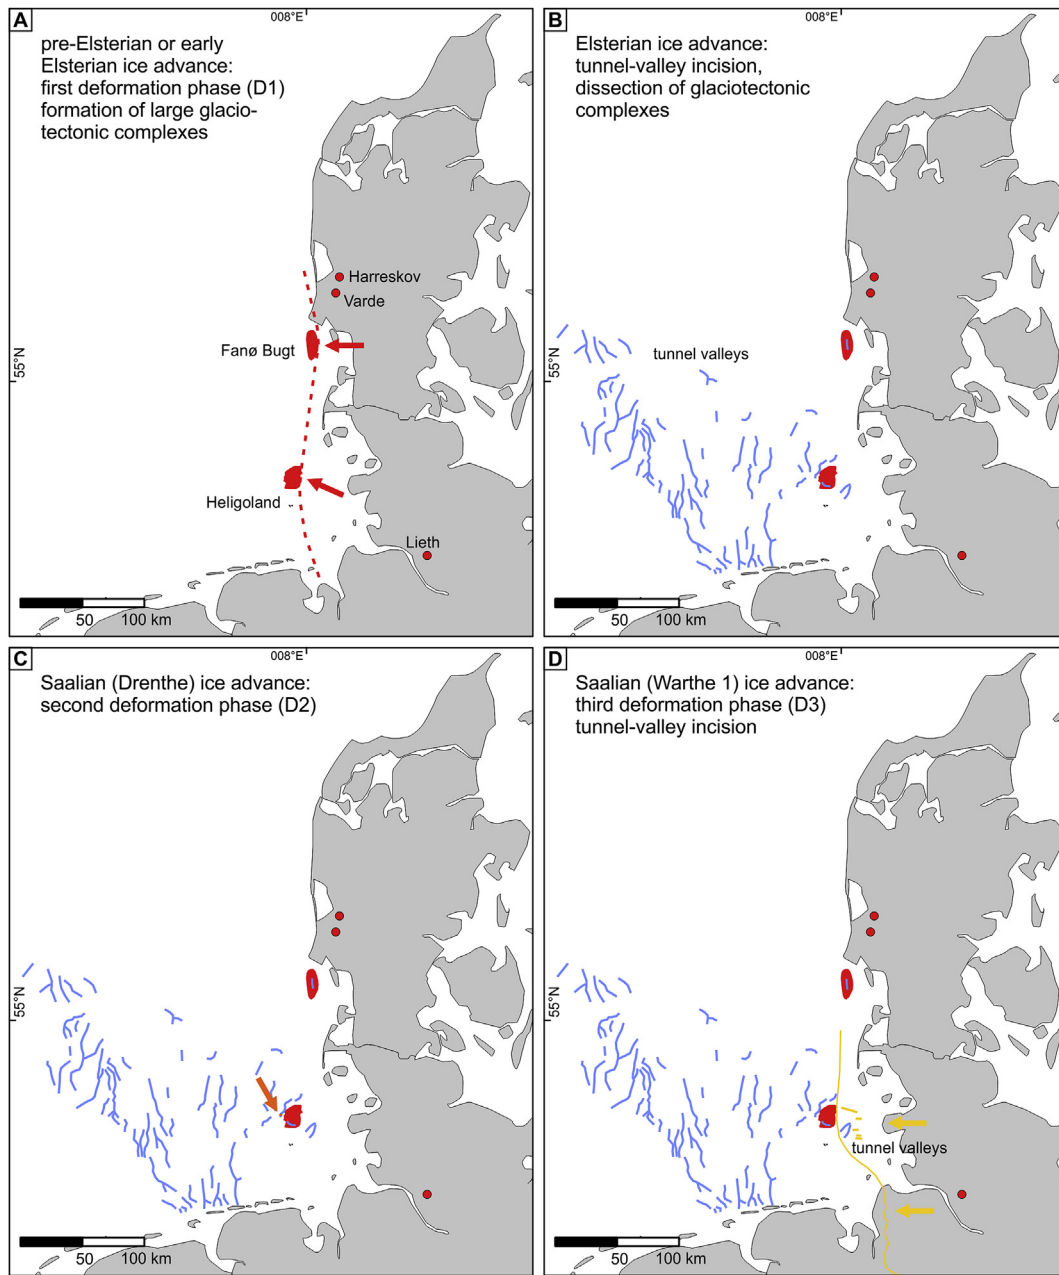 A
008°E
pre-Elsterian or early
Elsterian ice advance:
first deformation phase (D1)
formation of large glacio-
tectonic complexes
Harreskov
Varde
Fanø Bugt
55°N
Heligoland
Lieth
50 100 km
B
008°E
Elsterian ice advance:
tunnel-valley incision,
dissection of glaciotectonic
complexes
tunnel valleys
55°N
50 100 km
C
008°E
Saalian (Drenthe) ice advance:
second deformation phase (D2)
55°N
50 100 km
D
008°E
Saalian (Warthe 1) ice advance:
third deformation phase (D3)
tunnel-valley incision
55°N
tunnel valleys
50 100 km